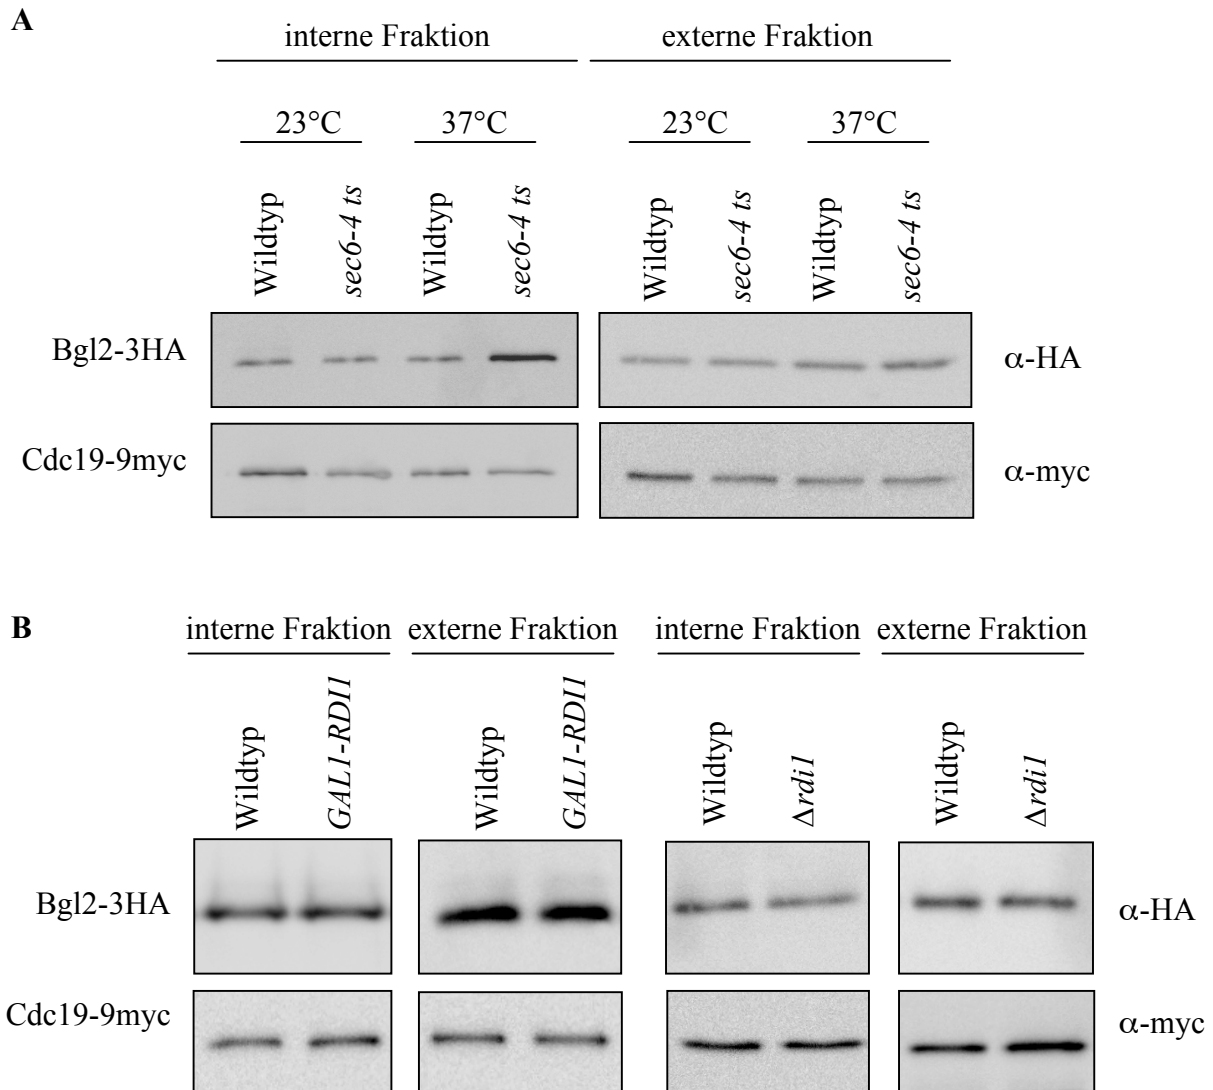 A
interne Fraktion externe Fraktion
23°C 37°C 23°C 37°C
Wildtyp sec6-4 ts Wildtyp sec6-4 ts Wildtyp sec6-4 ts Wildtyp sec6-4 ts
Bgl2-3HA α-HA
Cdc19-9myc α-myc
B
interne Fraktion externe Fraktion interne Fraktion externe Fraktion
Wildtyp GAL1-RDI1 Wildtyp GAL1-RDI1 Wildtyp Δrdi1 Wildtyp Δrdi1
Bgl2-3HA α-HA
Cdc19-9myc α-myc